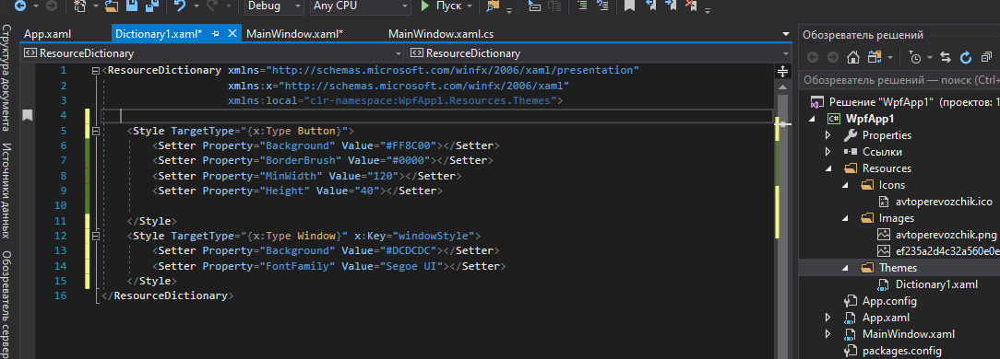 Debug
Any CPU
Пуск
App.xaml
Dictionary1.xaml*
MainWindow.xaml*
MainWindow.xaml.cs
ResourceDictionary
ResourceDictionary
1 <ResourceDictionary xmlns="http://schemas.microsoft.com/winfx/2006/xaml/presentation"
2 xmlns:x="http://schemas.microsoft.com/winfx/2006/xaml"
3 xmlns:local="clr-namespace:WpfApp1.Resources.Themes">
4
5 <Style TargetType="{x:Type Button}">
6 <Setter Property="Background" Value="#FF8C00"></Setter>
7 <Setter Property="BorderBrush" Value="#0000"></Setter>
8 <Setter Property="MinWidth" Value="120"></Setter>
9 <Setter Property="Height" Value="40"></Setter>
10
11 </Style>
12 <Style TargetType="{x:Type Window}" x:Key="windowStyle">
13 <Setter Property="Background" Value="#DCDCDC"></Setter>
14 <Setter Property="FontFamily" Value="Segoe UI"></Setter>
15 </Style>
16 </ResourceDictionary>
Структура документа
Источники данных
Обозреватель сервер
Обозреватель решений
Обозреватель решений — поиск (Ctrl+
Решение "WpfApp1" (проектов: 1
C# WpfApp1
Properties
Ссылки
Resources
Icons
avtoperevozchik.ico
Images
avtoperevozchik.png
ef235a2d4c32a560e0e
Themes
Dictionary1.xaml
App.config
App.xaml
MainWindow.xaml
packages.config